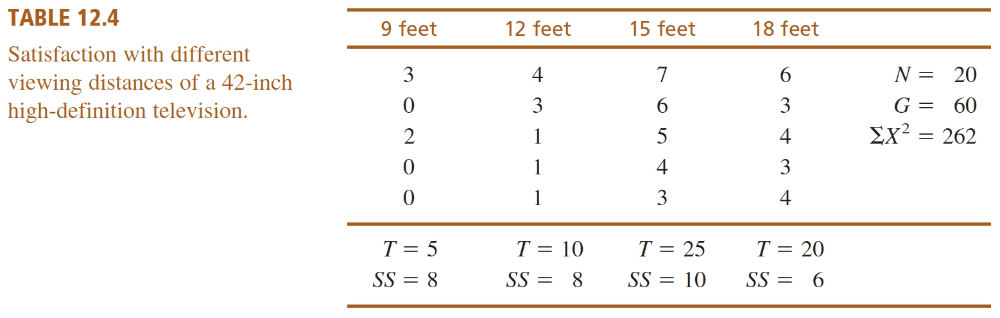 TABLE 12.4
Satisfaction with different
viewing distances of a 42-inch
high-definition television.
9 feet 12 feet 15 feet 18 feet
3 4 7 6 N = 20
0 3 6 3 G = 60
2 1 5 4 ΣX² = 262
0 1 4 3
0 1 3 4
T = 5 T = 10 T = 25 T = 20
SS = 8 SS = 8 SS = 10 SS = 6